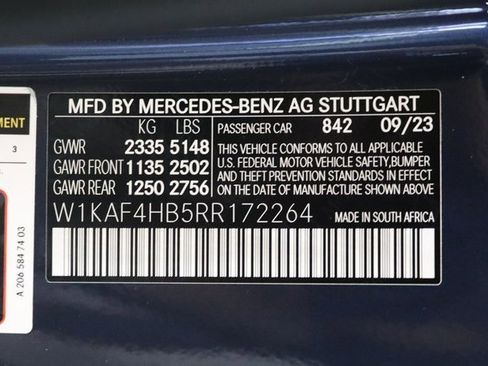 MFD BY MERCEDES-BENZ AG STUTTGART
KG LBS
GVWR 2335 5148
GAWR FRONT 1135 2502
GAWR REAR 1250 2756
PASSENGER CAR 842 09/23
THIS VEHICLE CONFORMS TO ALL APPLICABLE
U.S. FEDERAL MOTOR VEHICLE SAFETY, BUMPER
AND THEFT PREVENTION STANDARDS IN
EFFECT ON THE DATE OF MANUFACTURE
SHOWN ABOVE.
W1KAF4HB5RR172264
MADE IN SOUTH AFRICA
MENT
3
A 206 584 74 03